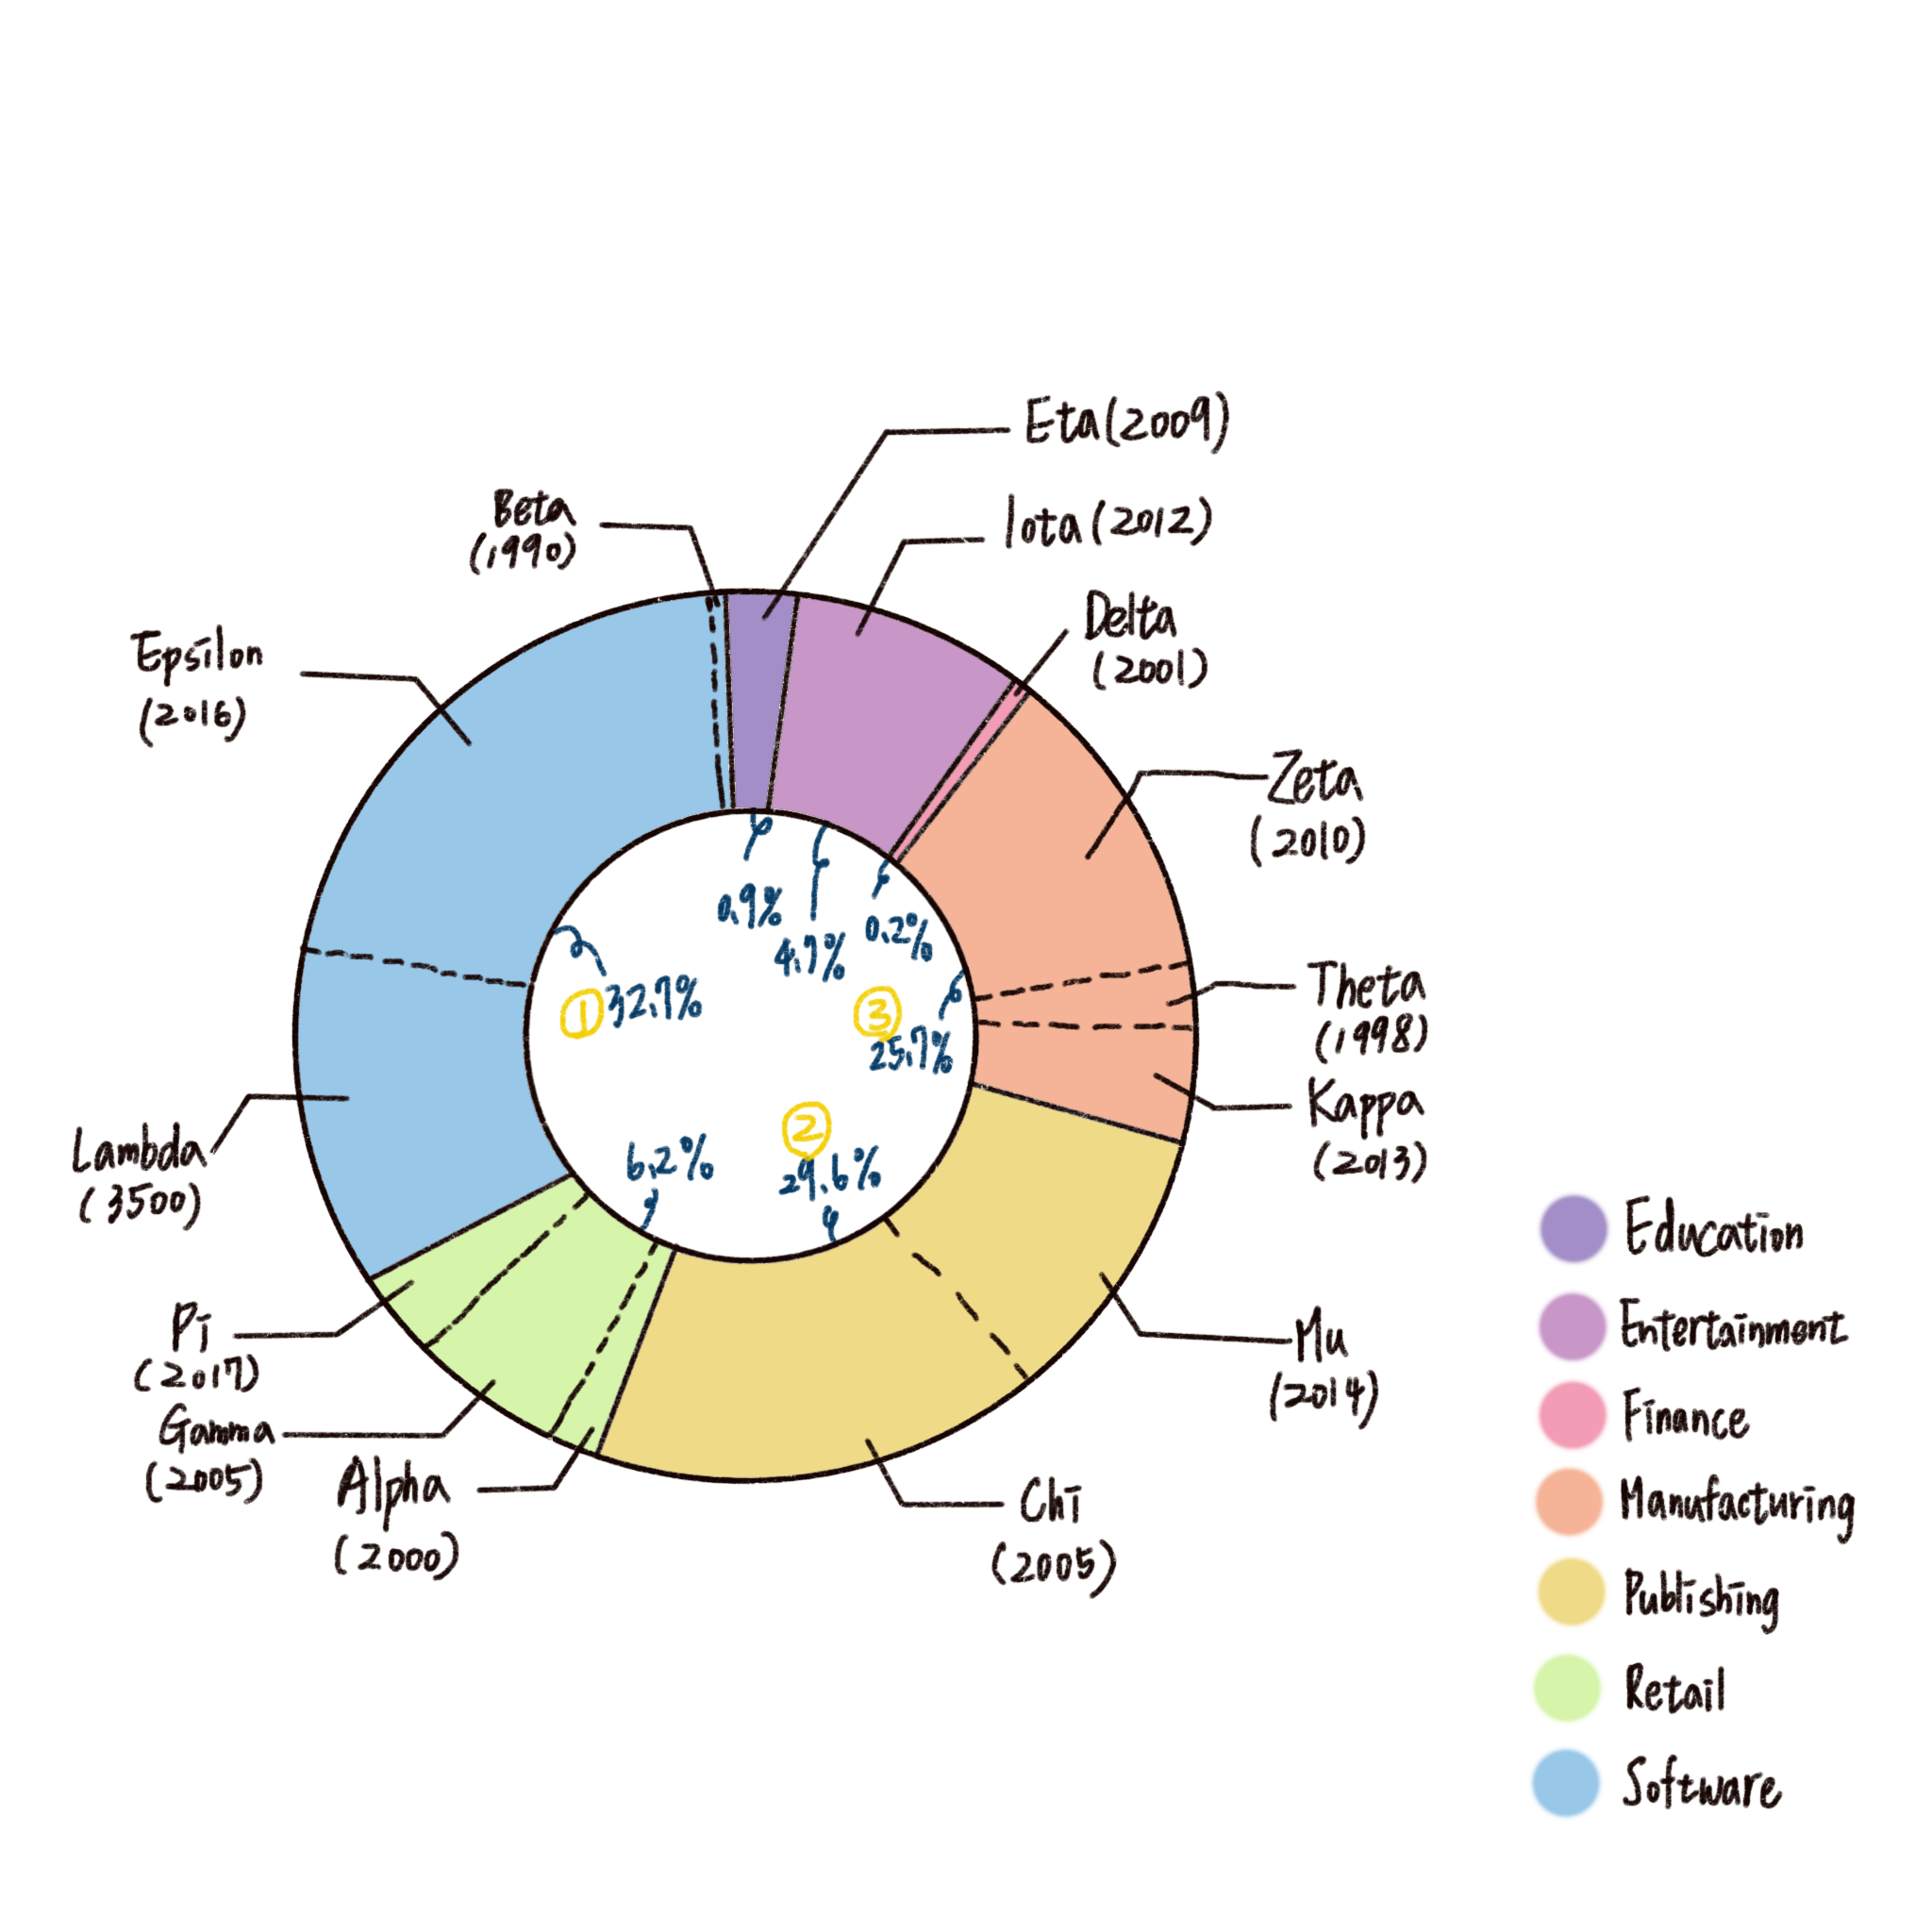 Eta(2009)
Iota(2012)
Beta
(1990)
Delta
(2001)
Epsilon
(2016)
Zeta
(2010)
0.9%
4.7%
0.2%
Theta
(1998)
① 32.7%
③
25.7%
Kappa
(2013)
Lambda
(3500)
②
6.2%
29.6%
Pi
(2017)
Mu
(2014)
Gamma
(2005)
Alpha
(2000)
Chi
(2005)
Education
Entertainment
Finance
Manufacturing
Publishing
Retail
Software